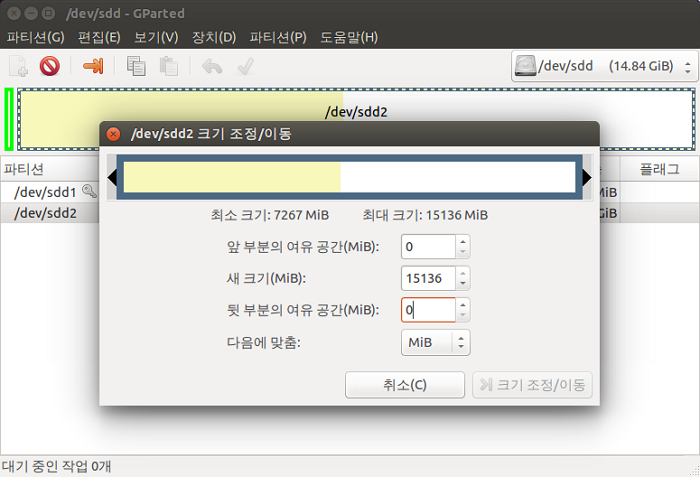 /dev/sdd - GParted
파티션(G) 편집(E) 보기(V) 장치(D) 파티션(P) 도움말(H)
/dev/sdd (14.84 GiB)
/dev/sdd2
/dev/sdd2 크기 조정/이동
파티션 플래그
/dev/sdd1 MiB
/dev/sdd2 GiB
최소 크기: 7267 MiB 최대 크기: 15136 MiB
앞 부분의 여유 공간(MiB): 0
새 크기(MiB): 15136
뒷 부분의 여유 공간(MiB): 0
다음에 맞춤: MiB
취소(C) 크기 조정/이동
대기 중인 작업 0개